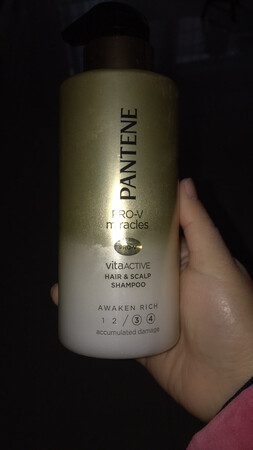 PANTENE
PRO-V
miracles
vitaACTIVE
HAIR & SCALP
SHAMPOO
AWAKEN RICH
1 2 / 3 4
accumulated damage